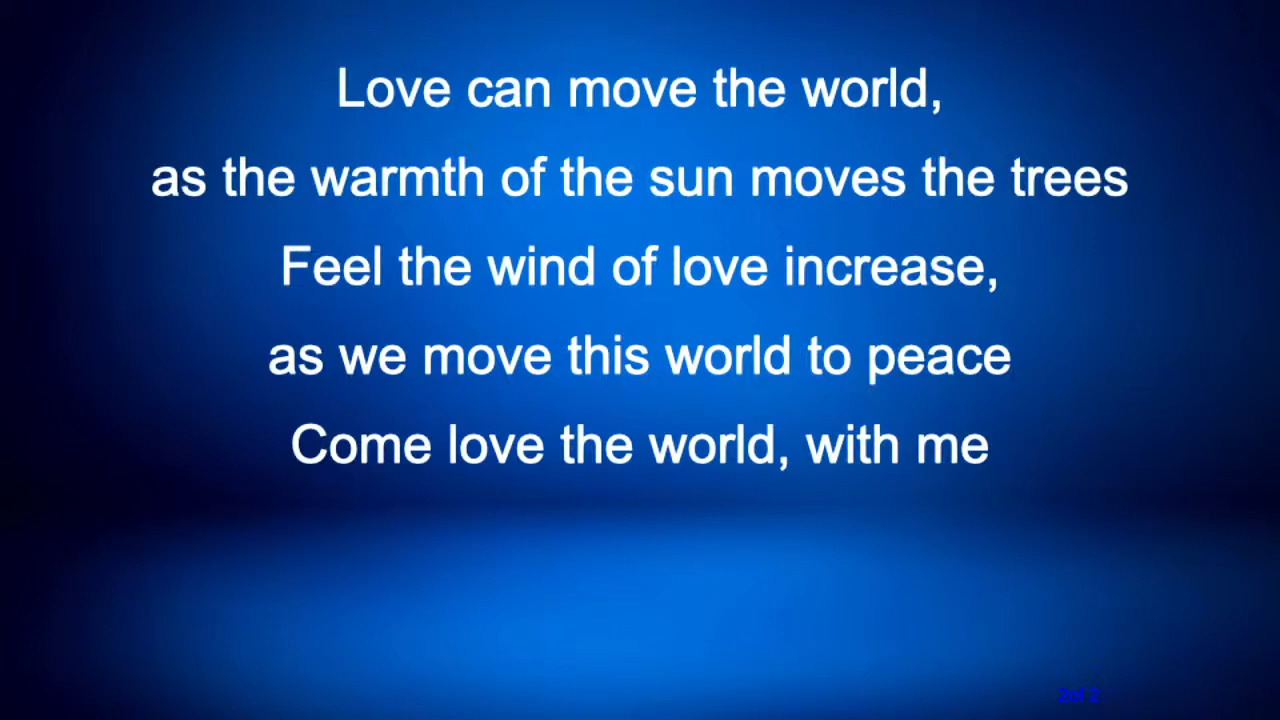 Love can move the world,
as the warmth of the sun moves the trees
Feel the wind of love increase,
as we move this world to peace
Come love the world, with me
2of 2